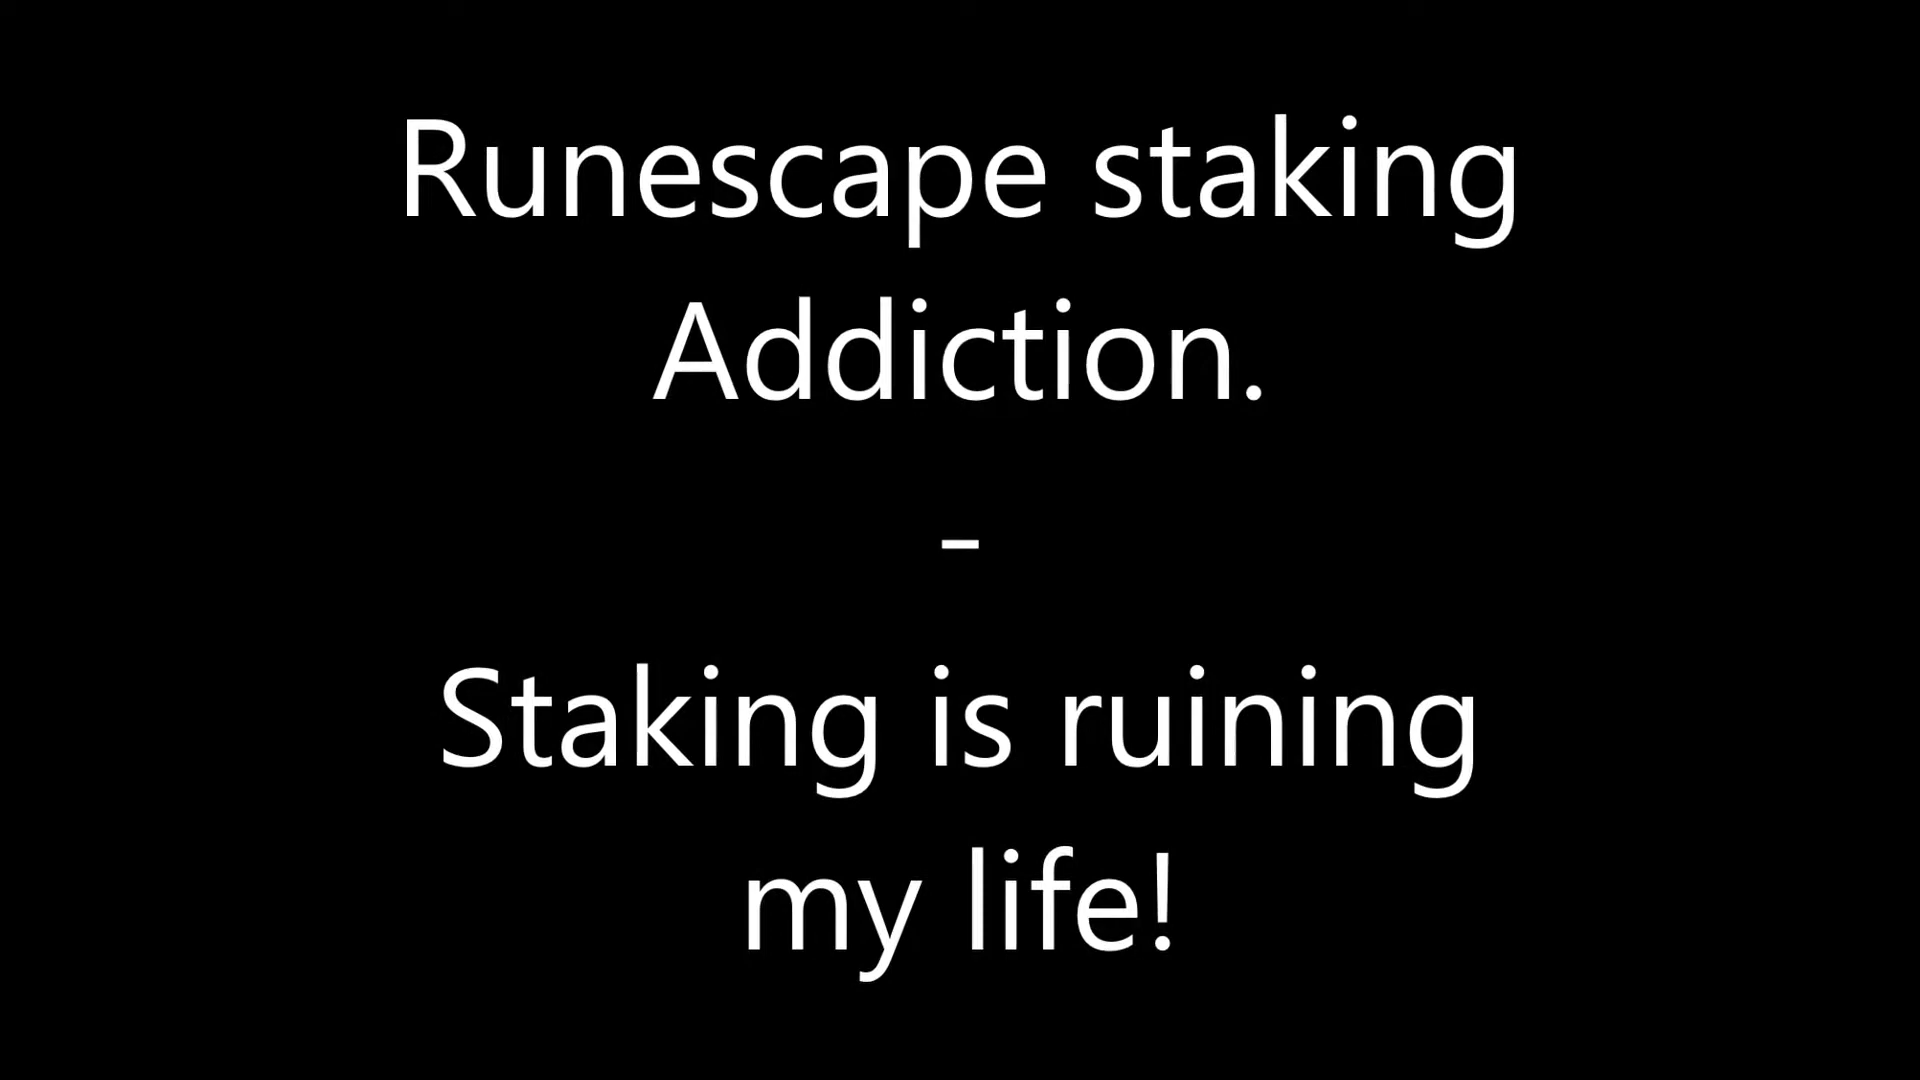 Runescape staking
Addiction.
-
Staking is ruining
my life!